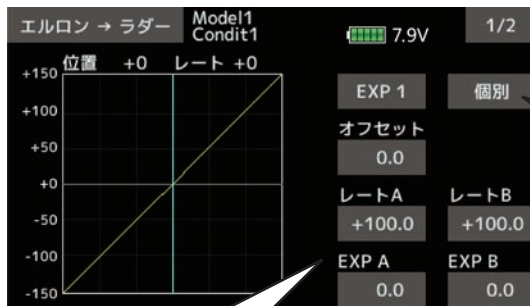 エルロン → ラダー
Model1
Condit1
7.9V
1/2
位置 +0 レート +0
+150
+100
+50
+0
-50
-100
-150
EXP 1
個別
オフセット
0.0
レートA
レートB
+100.0
+100.0
EXP A
EXP B
0.0
0.0